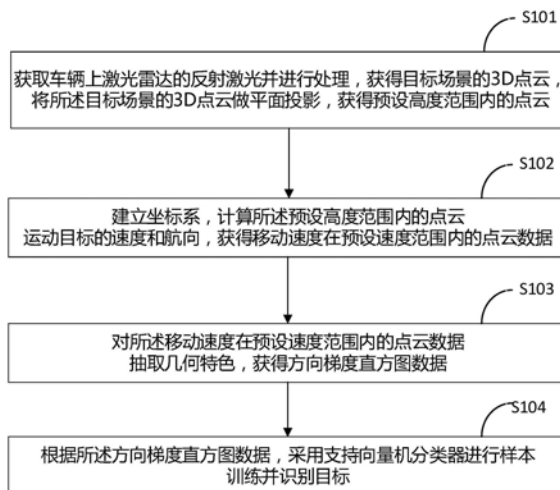 S101
获取车辆上激光雷达的反射激光并进行处理，获得目标场景的3D点云，
将所述目标场景的3D点云做平面投影，获得预设高度范围内的点云
S102
建立坐标系，计算所述预设高度范围内的点云
运动目标的速度和航向，获得移动速度在预设速度范围内的点云数据
S103
对所述移动速度在预设速度范围内的点云数据
抽取几何特色，获得方向梯度直方图数据
S104
根据所述方向梯度直方图数据，采用支持向量机分类器进行样本
训练并识别目标